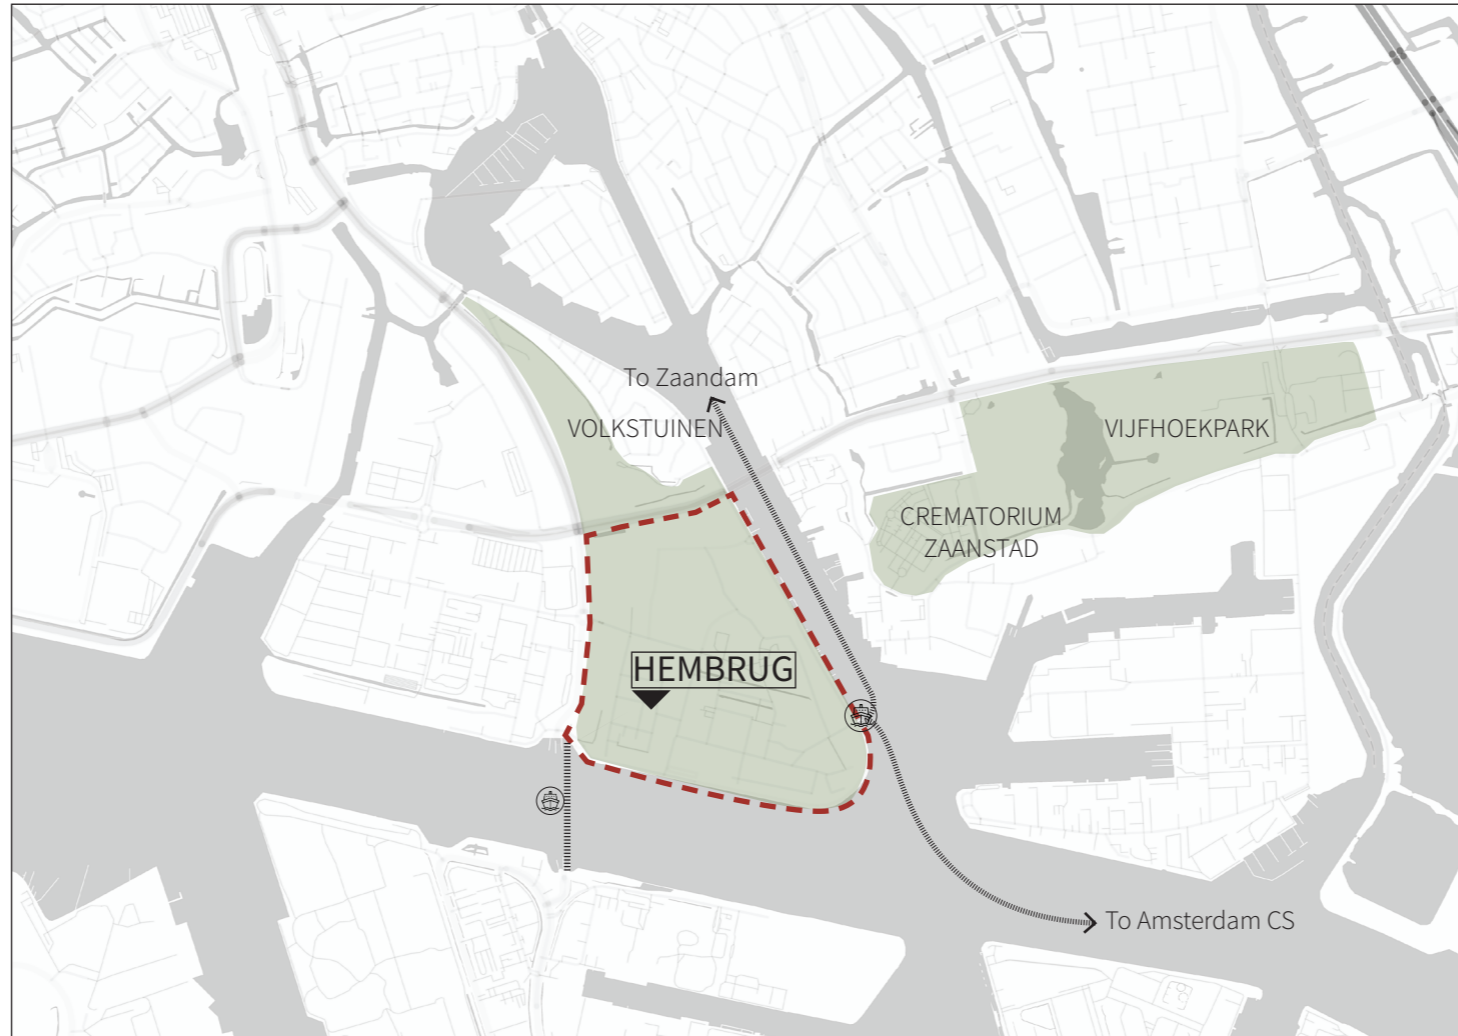 To Zaandam
VOLKSTUINEN
VIJFHOEKPARK
CREMATORIUM
ZAANSTAD
HEMBRUG
To Amsterdam CS